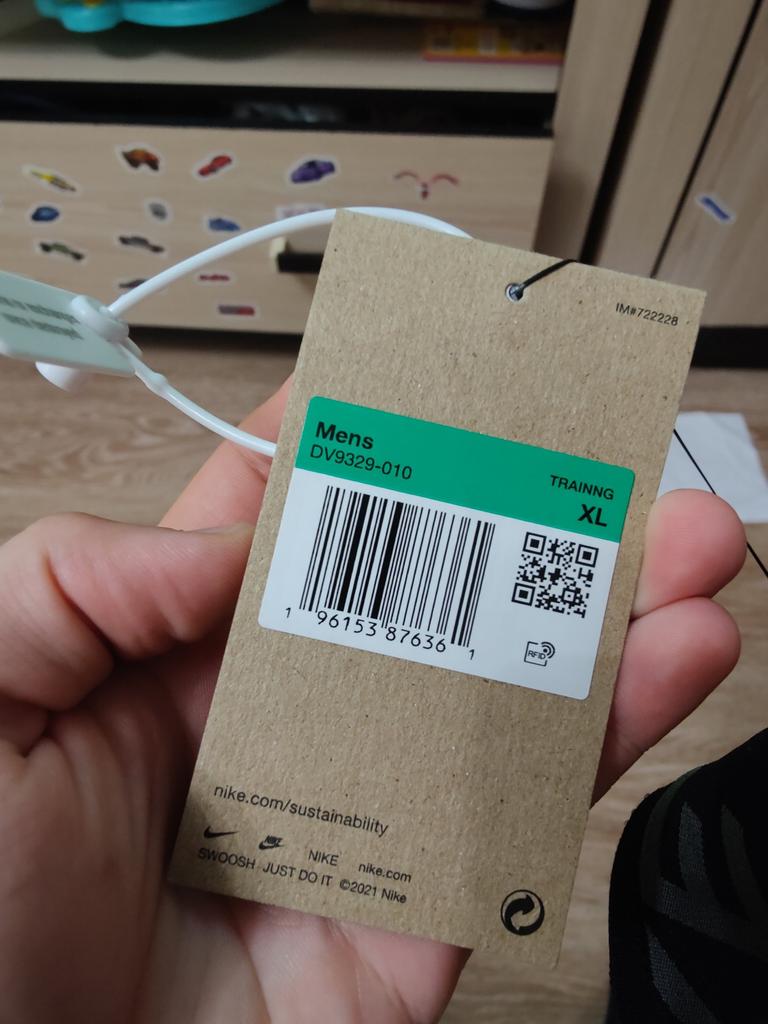 IM#722228
Mens
DV9329-010
TRAINNG
XL
1 96153 87636 1
RFID
nike.com/sustainability
NIKE nike.com
SWOOSH JUST DO IT ©2021 Nike